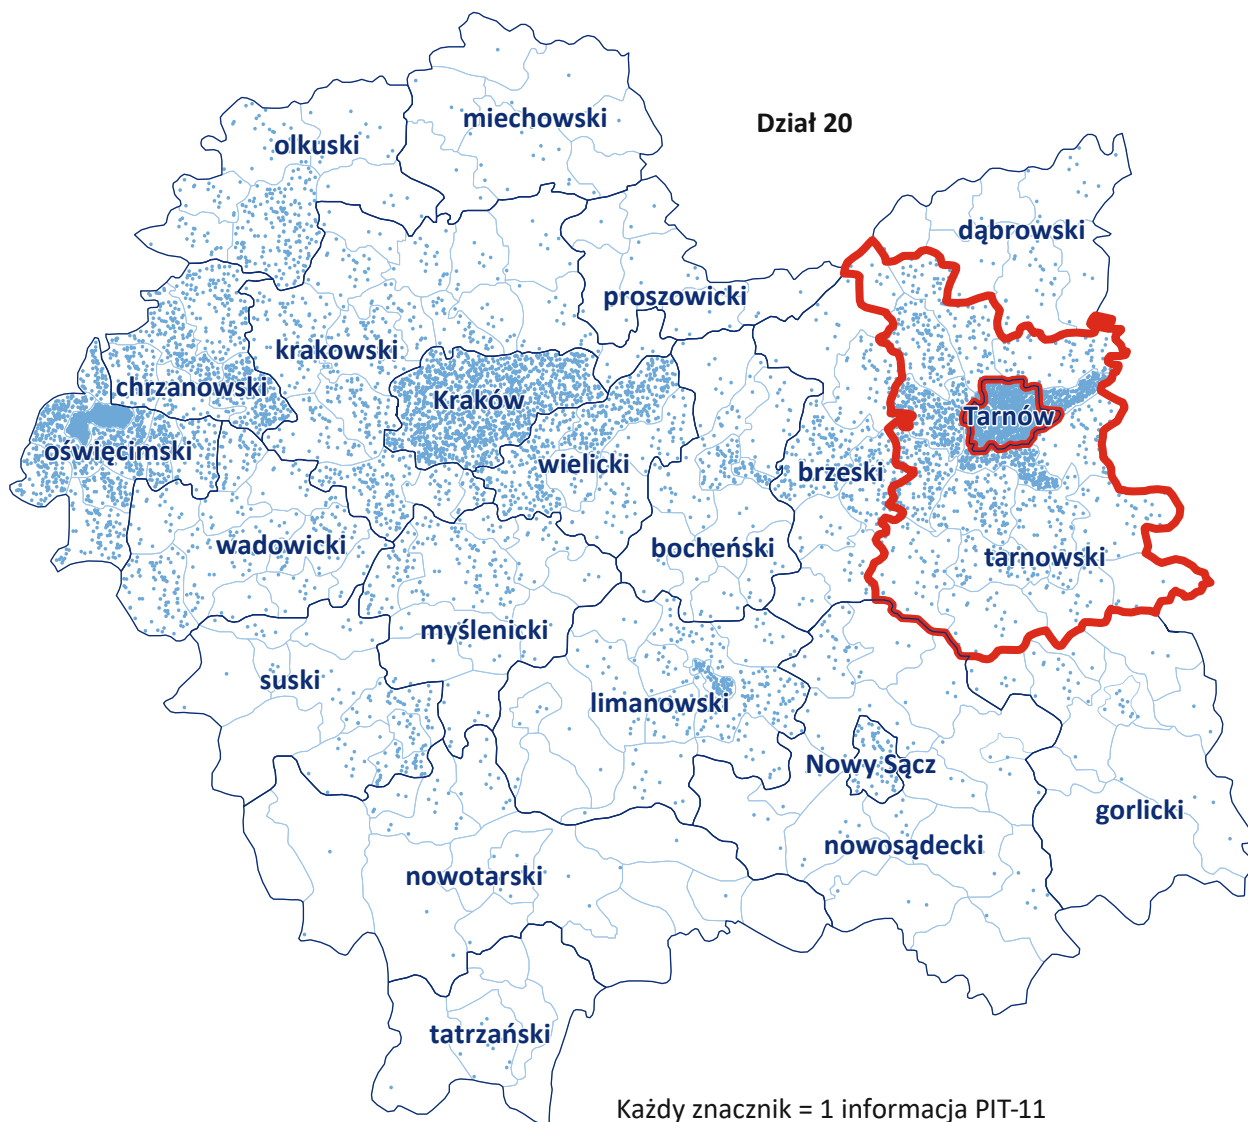 Dział 20
miechowski
olkuski
dąbrowski
proszowicki
krakowski
chrzanowski
Kraków
Tarnów
oświęcimski
wielicki
brzeski
wadowicki
bocheński
tarnowski
myślenicki
suski
limanowski
Nowy Sącz
gorlicki
nowosądecki
nowotarski
tatrzański
Każdy znacznik = 1 informacja PIT-11